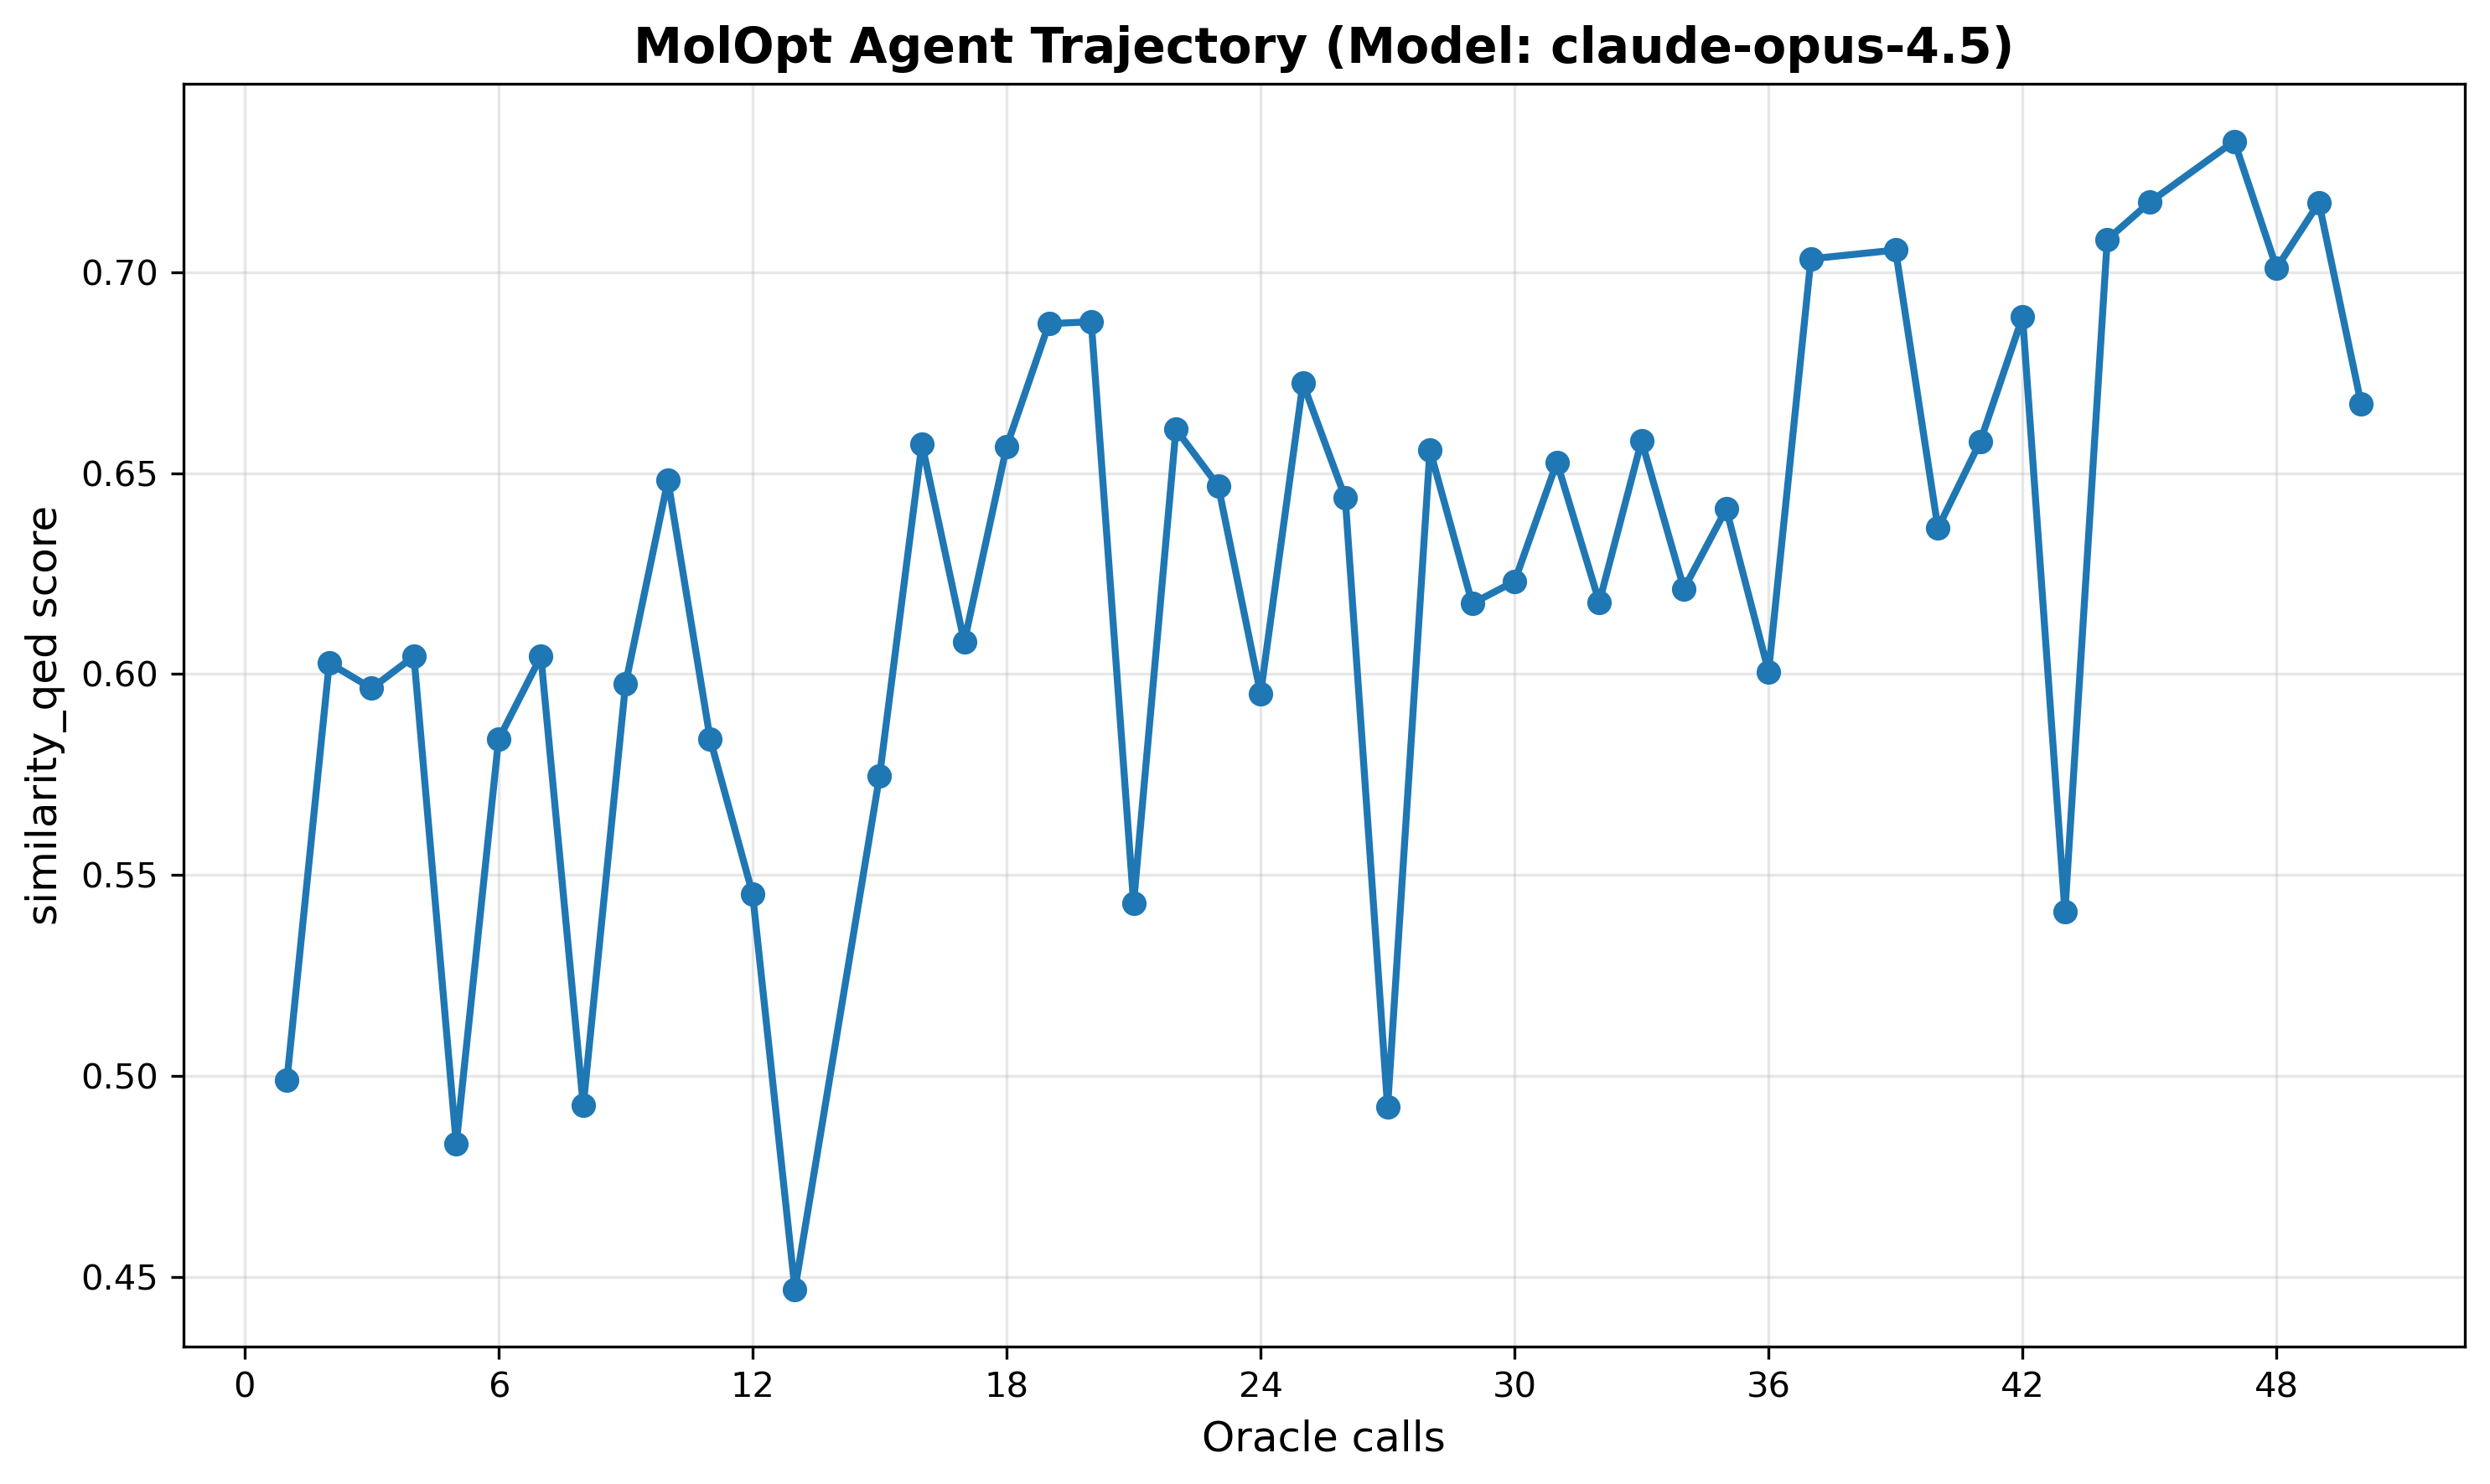 MolOpt Agent Trajectory (Model: claude-opus-4.5)
similarity_qed score
0.70
0.65
0.60
0.55
0.50
0.45
0 6 12 18 24 30 36 42 48
Oracle calls